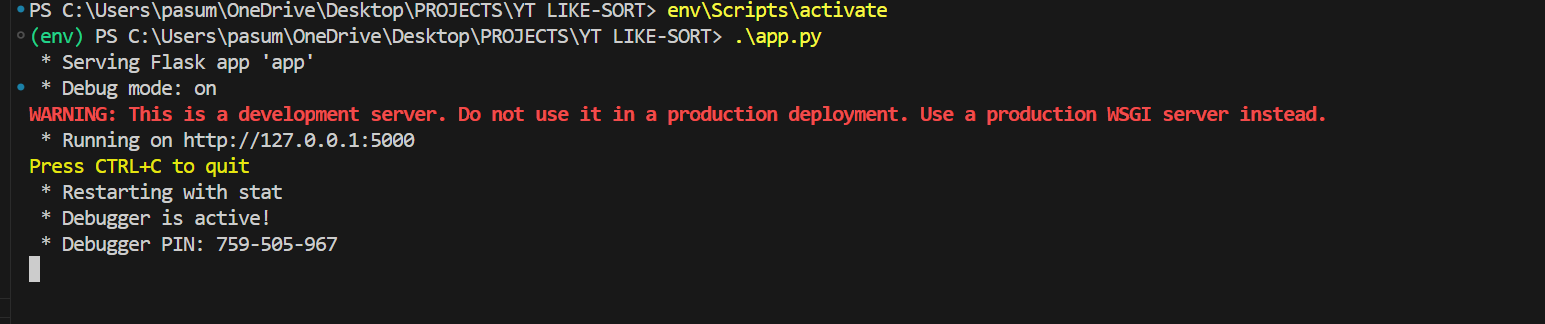 PS C:\Users\pasum\OneDrive\Desktop\PROJECTS\YT LIKE-SORT> env\Scripts\activate
(env) PS C:\Users\pasum\OneDrive\Desktop\PROJECTS\YT LIKE-SORT> .\app.py
 * Serving Flask app 'app'
 * Debug mode: on
WARNING: This is a development server. Do not use it in a production deployment. Use a production WSGI server instead.
 * Running on http://127.0.0.1:5000
Press CTRL+C to quit
 * Restarting with stat
 * Debugger is active!
 * Debugger PIN: 759-505-967